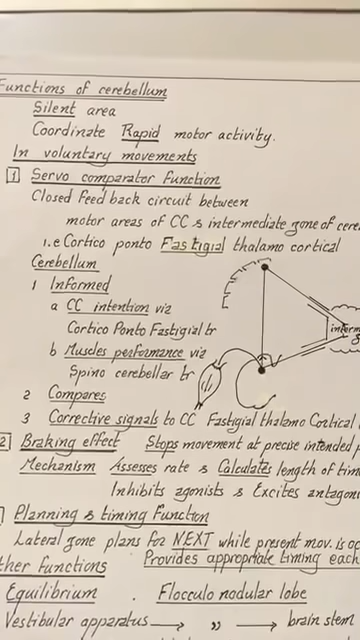 Functions of cerebellum
Silent area
Coordinate Rapid motor activity.
In voluntary movements
1 Servo comparator Function
Closed feed back circuit between
motor areas of CC & intermediate zone of cere
i.e Cortico ponto Fastigial thalamo cortical
Cerebellum
1 Informed
a CC intention via
Cortico Ponto Fastigial tr
b Muscles performance via
Spino cerebellar tr
2 Compares
3 Corrective signals to CC Fastigial thalamo Cortical
2 Braking effect Stops movement at precise intended
Mechanism Assesses rate & Calculates length of tim
Inhibits agonists & Excites antagon
Planning & timing Function
Lateral zone plans for NEXT while present mov. is oc
ther functions Provides appropriate timing each
Equilibrium . Flocculo nodular lobe
Vestibular apparatus → " → brain stem